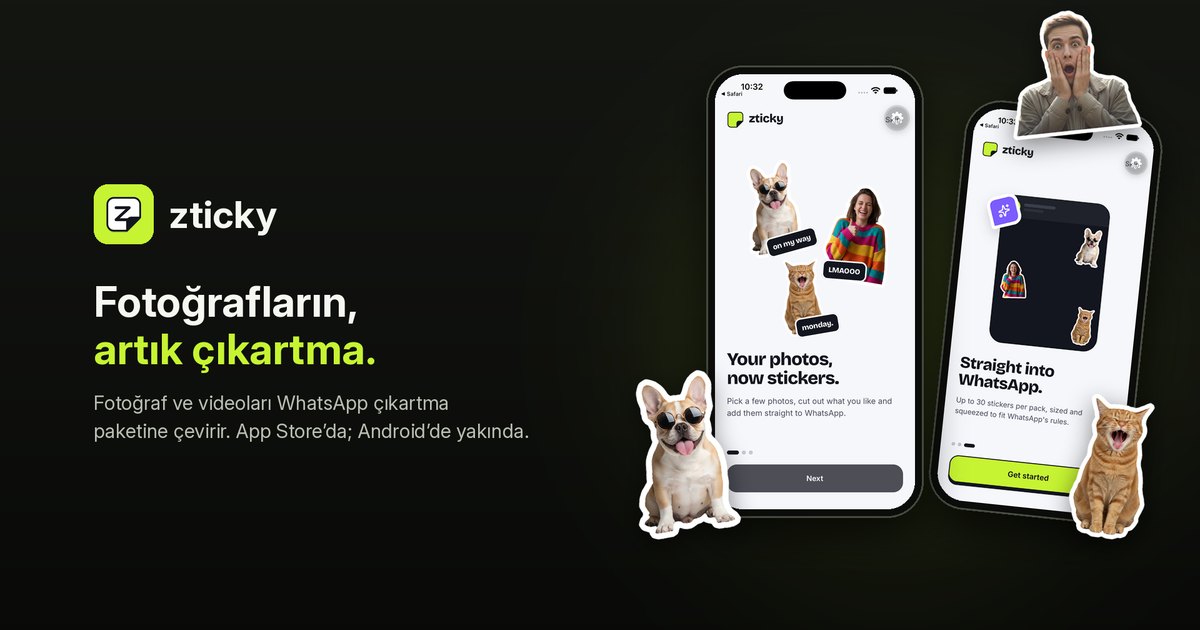 zticky
Fotoğrafların,
artık çıkartma.
Fotoğraf ve videoları WhatsApp çıkartma
paketine çevirir. App Store’da; Android’de yakında.
10:32
Safari
zticky
on my way
LMAOOO
monday.
Your photos,
now stickers.
Pick a few photos, cut out what you like and
add them straight to WhatsApp.
Next
Safari
zticky
Straight into
WhatsApp.
Up to 30 stickers per pack, sized and
squeezed to fit WhatsApp's rules.
Get started